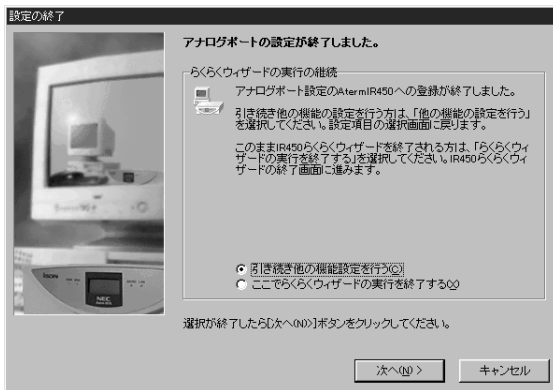 設定の終了
アナログポートの設定が終了しました。
らくらくウィザードの実行の継続
アナログポート設定のAtermIR450への登録が終了しました。
引き続き他の機能の設定を行う方は、「他の機能の設定を行う」
を選択してください。設定項目の選択画面に戻ります。
このままIR450らくらくウィザードを終了される方は、「らくらくウィ
ザードの実行を終了する」を選択してください。IR450らくらくウィ
ザードの終了画面に進みます。
引き続き他の機能設定を行う(C)
ここでらくらくウィザードの実行を終了する(X)
選択が終了したら[次へ(N)>]ボタンをクリックしてください。
次へ(N) >
キャンセル
NEC